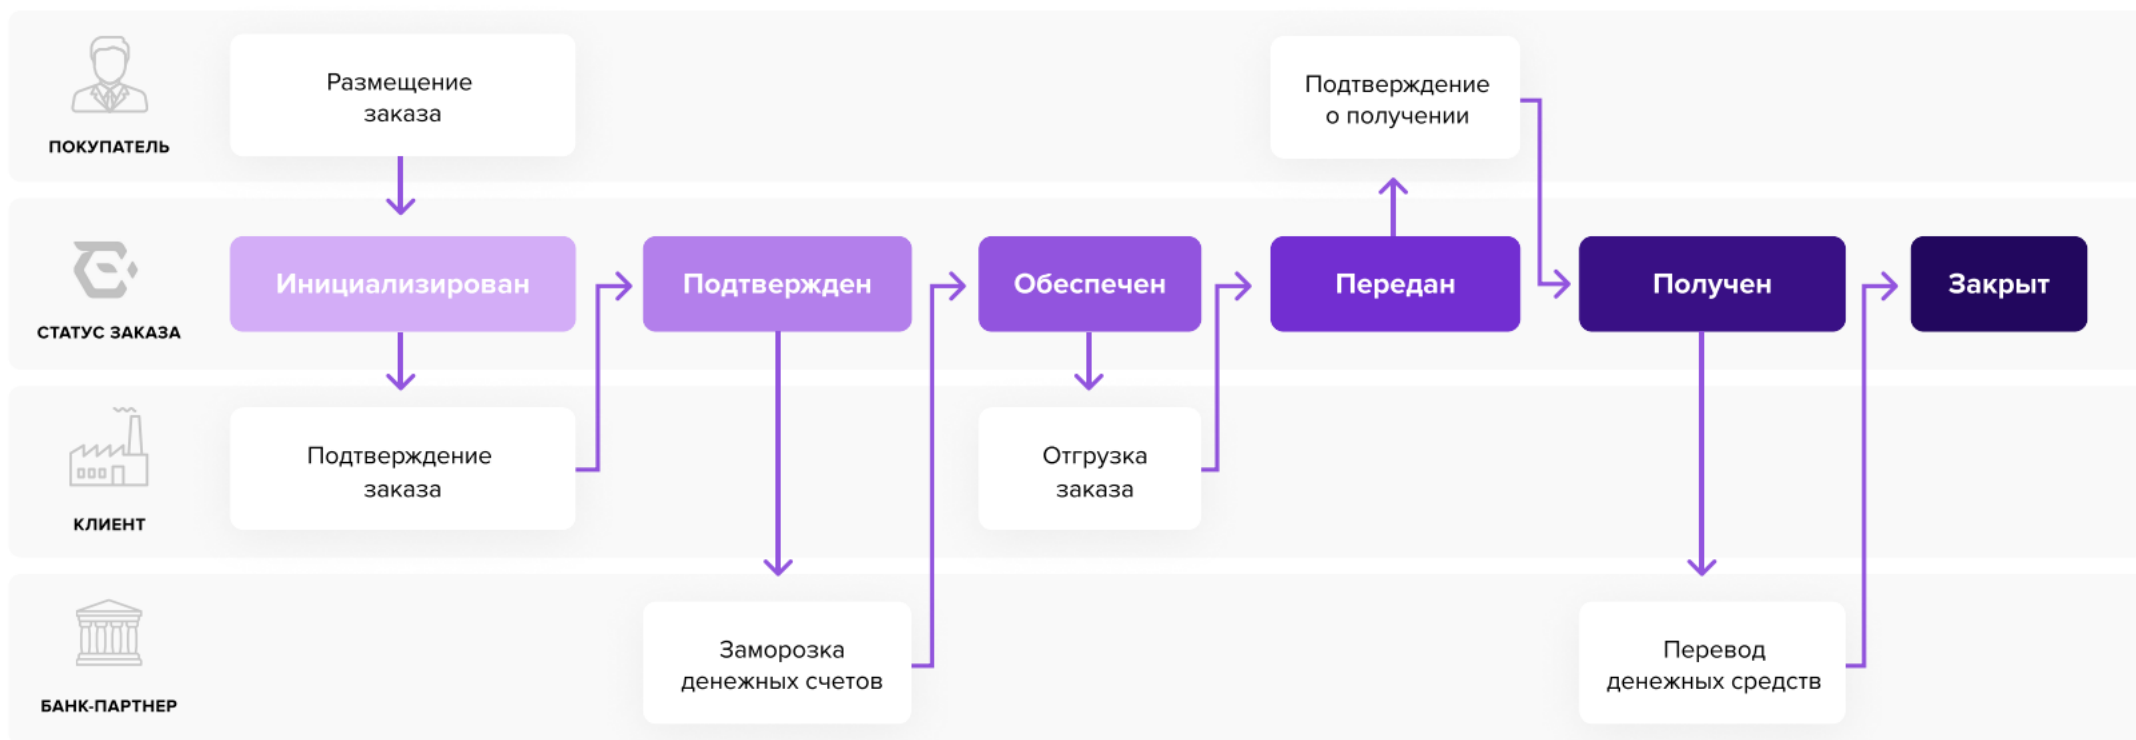 Размещение
заказа
Подтверждение
о получении
ПОКУПАТЕЛЬ
Инициализирован
Подтвержден
Обеспечен
Передан
Получен
Закрыт
СТАТУС ЗАКАЗА
Подтверждение
заказа
Отгрузка
заказа
КЛИЕНТ
Заморозка
денежных счетов
Перевод
денежных средств
БАНК-ПАРТНЕР